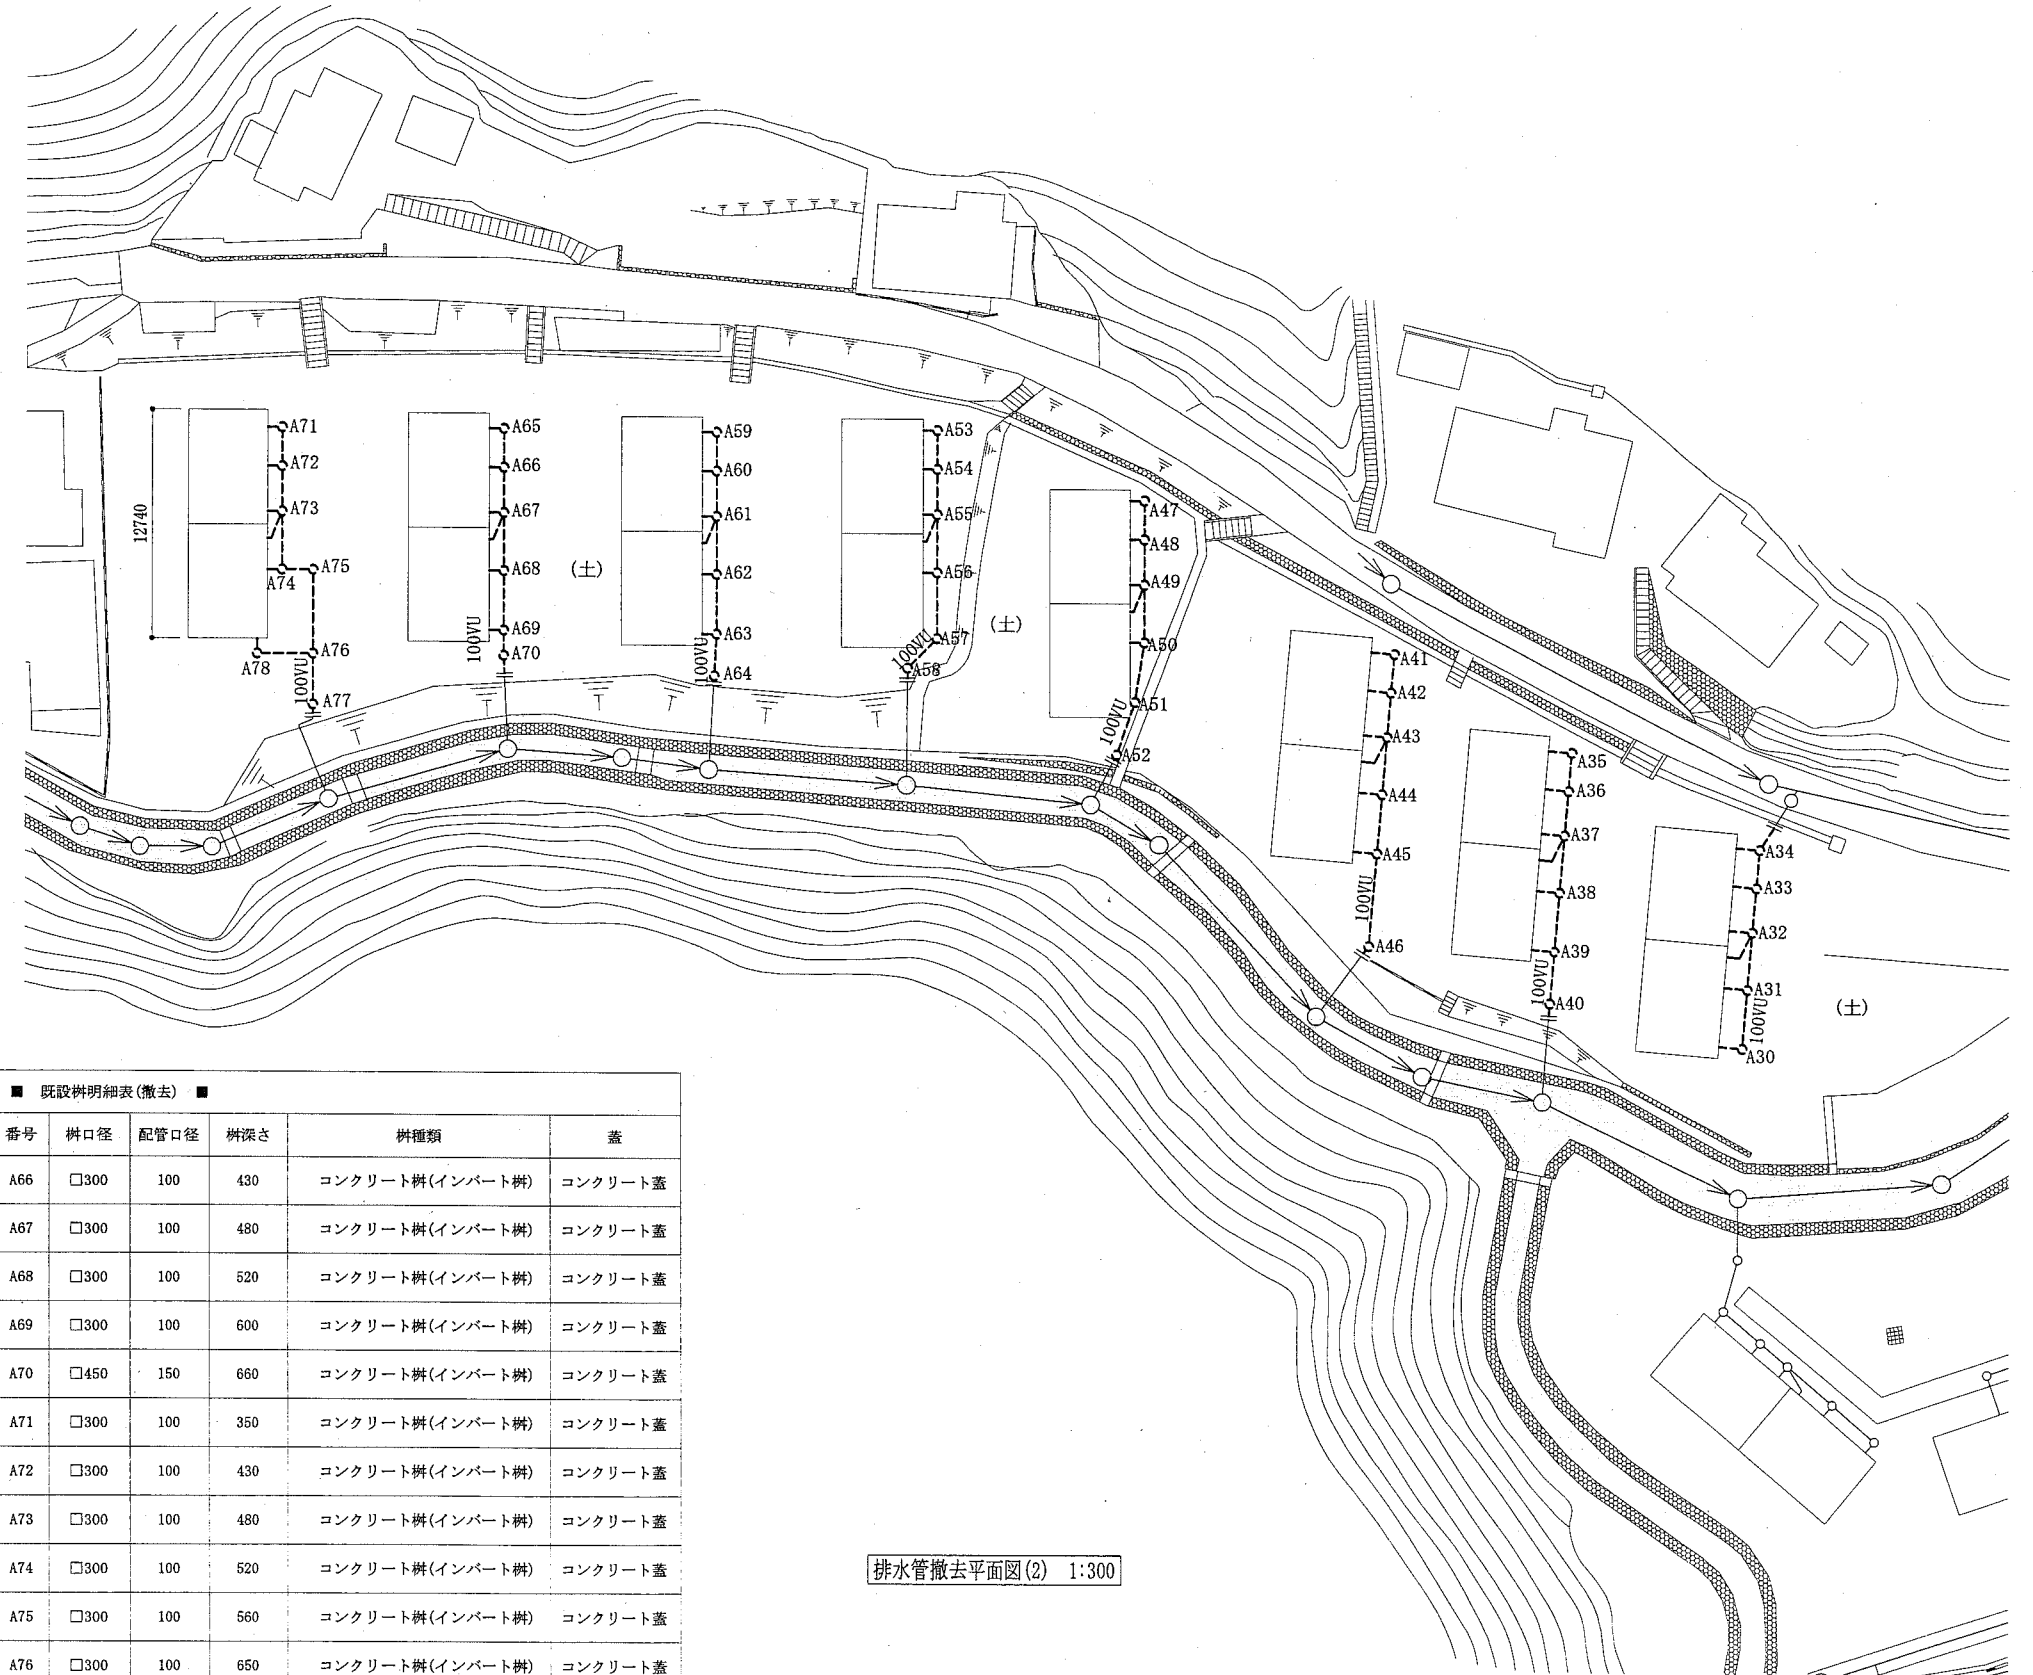 A71
A72
A73
A74
A75
A76
A78
A77
100VU
12740
A65
A66
A67
A68
A69
A70
100VU
(土)
A59
A60
A61
A62
A63
A64
100VU
A53
A54
A55
A56
A57
A58
100VU
(土)
A47
A48
A49
A50
A51
A52
100VU
A41
A42
A43
A44
A45
A46
100VU
A35
A36
A37
A38
A39
A40
100VU
A34
A33
A32
A31
A30
100VU
(土)
■ 既設桝明細表(撤去) ■
番号 桝口径 配管口径 桝深さ 桝種類 蓋
A66 □300 100 430 コンクリート桝(インバート桝) コンクリート蓋
A67 □300 100 480 コンクリート桝(インバート桝) コンクリート蓋
A68 □300 100 520 コンクリート桝(インバート桝) コンクリート蓋
A69 □300 100 600 コンクリート桝(インバート桝) コンクリート蓋
A70 □450 150 660 コンクリート桝(インバート桝) コンクリート蓋
A71 □300 100 350 コンクリート桝(インバート桝) コンクリート蓋
A72 □300 100 430 コンクリート桝(インバート桝) コンクリート蓋
A73 □300 100 480 コンクリート桝(インバート桝) コンクリート蓋
A74 □300 100 520 コンクリート桝(インバート桝) コンクリート蓋
A75 □300 100 560 コンクリート桝(インバート桝) コンクリート蓋
A76 □300 100 650 コンクリート桝(インバート桝) コンクリート蓋
排水管撤去平面図(2) 1:300